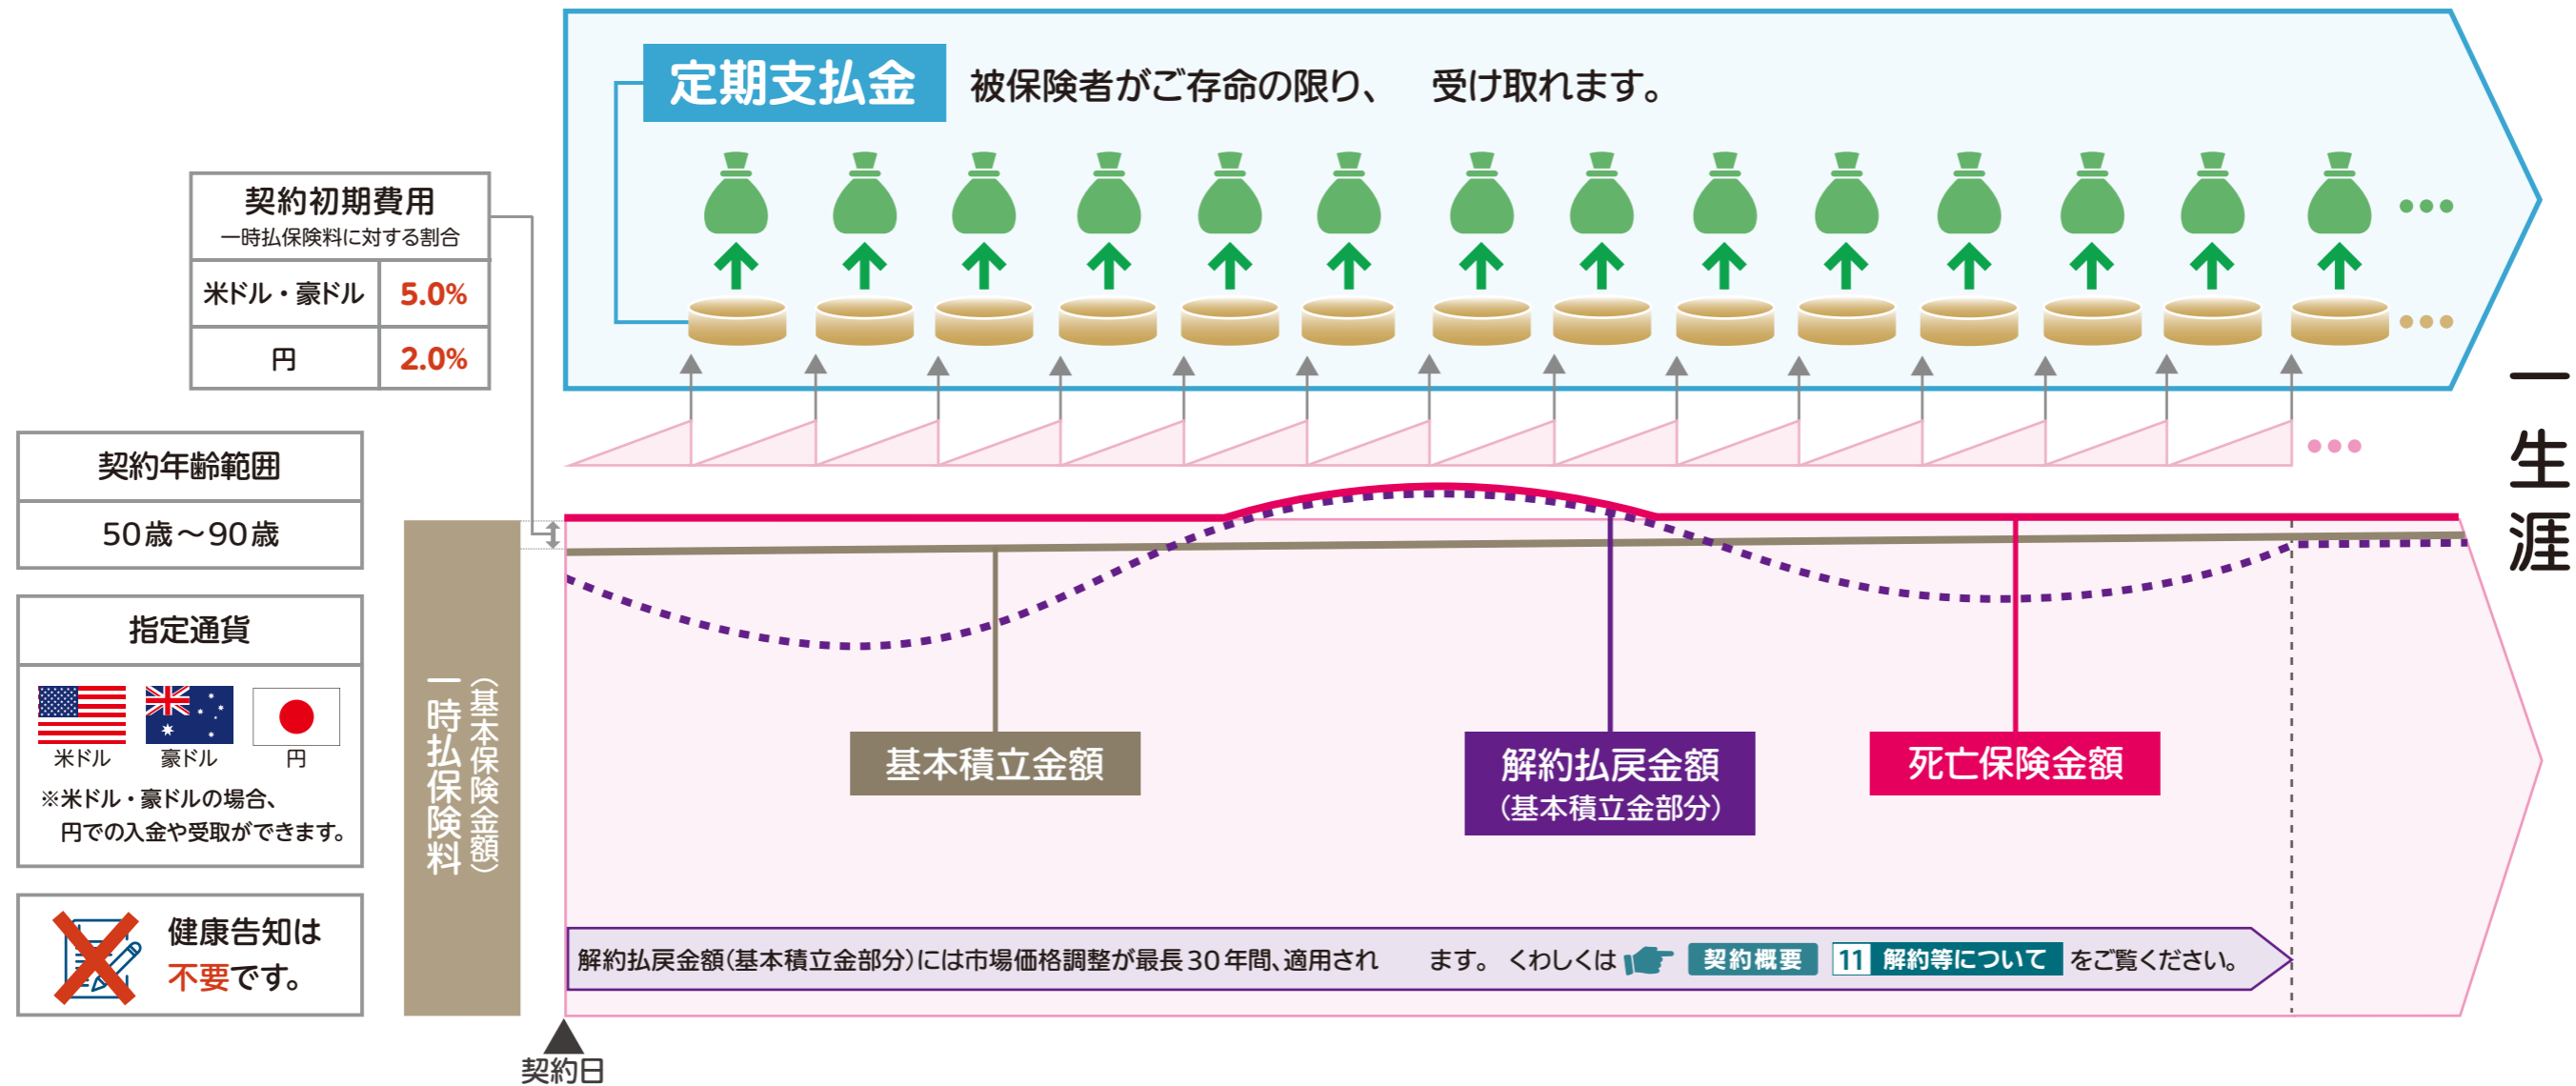 定期支払金 被保険者がご存命の限り、 受け取れます。
契約初期費用
一時払保険料に対する割合
米ドル・豪ドル 5.0%
円 2.0%
契約年齢範囲
50歳〜90歳
指定通貨
米ドル 豪ドル 円
※米ドル・豪ドルの場合、
円での入金や受取ができます。
健康告知は
不要です。
一時払保険料
(基本保険金額)
基本積立金額
解約払戻金額
(基本積立金部分)
死亡保険金額
一生涯
解約払戻金額(基本積立金部分)には市場価格調整が最長30年間、適用され ます。 くわしくは 契約概要 11 解約等について をご覧ください。
契約日